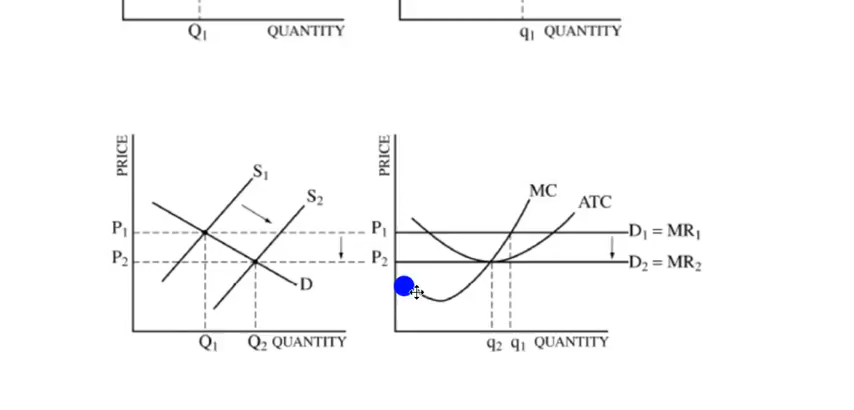 Q1 QUANTITY
q1 QUANTITY
PRICE
S1
S2
P1
P2
D
Q1 Q2 QUANTITY
PRICE
MC
ATC
P1
D1 = MR1
P2
D2 = MR2
q2 q1 QUANTITY